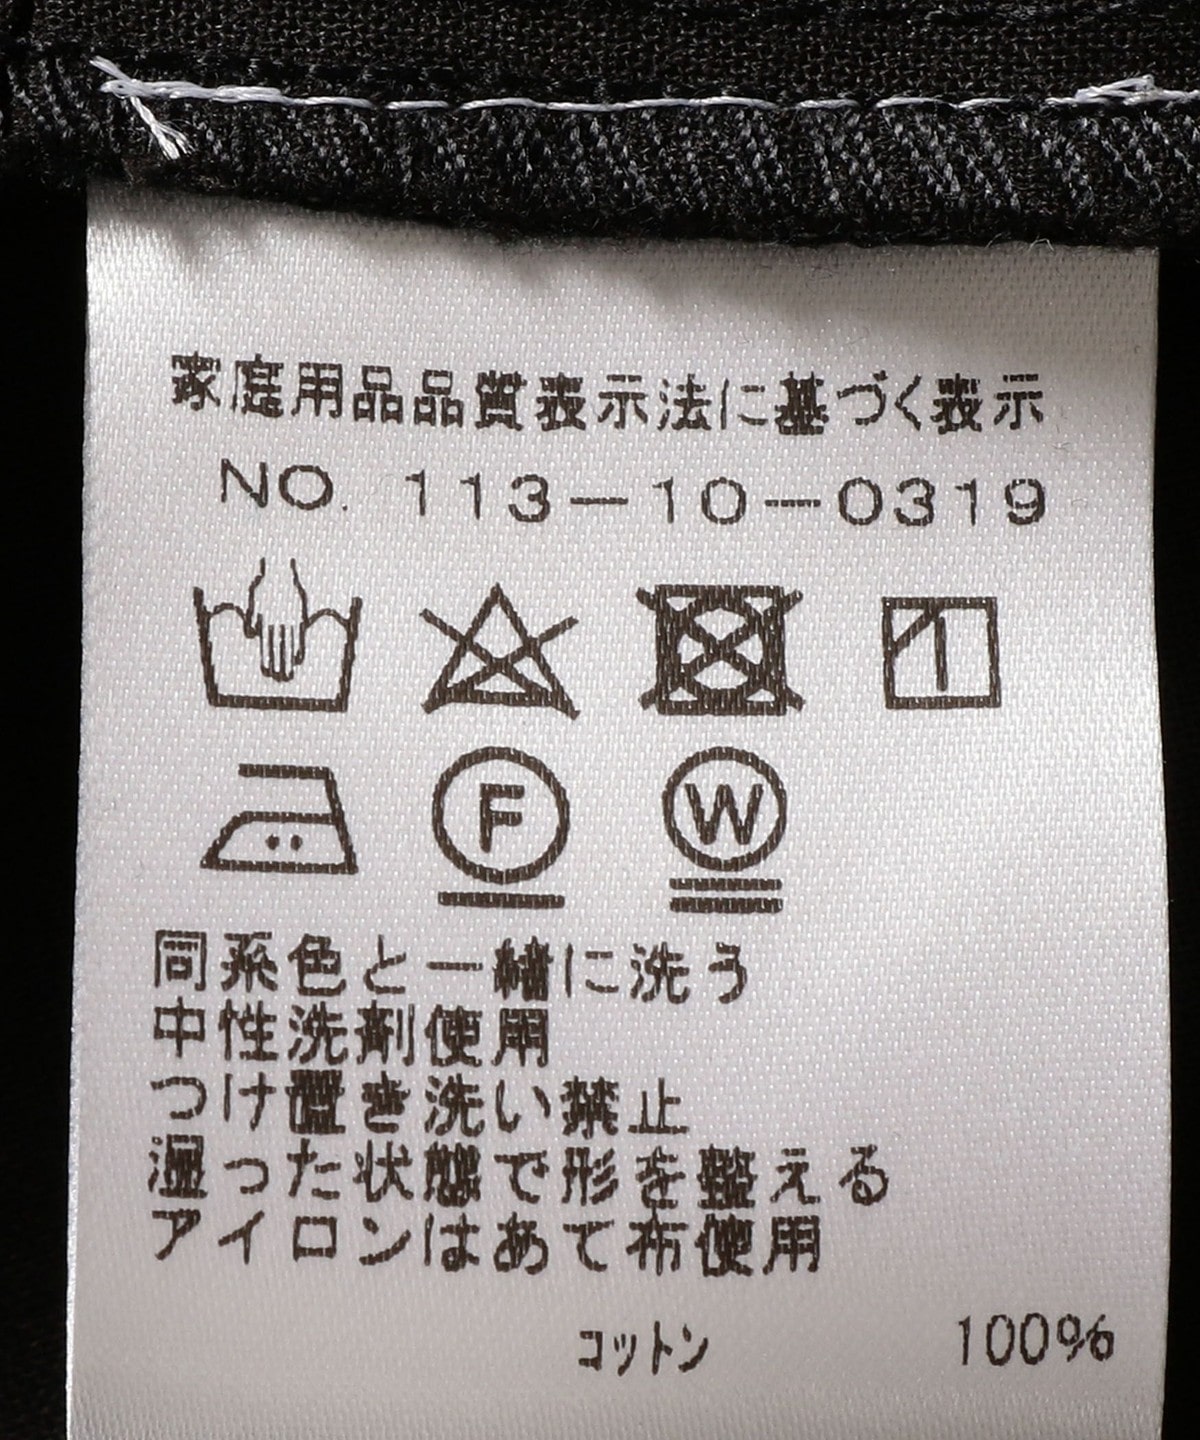 家庭用品品質表示法に基づく表示
NO. 113-10-0319
F W
同系色と一緒に洗う
中性洗剤使用
つけ置き洗い禁止
湿った状態で形を整える
アイロンはあて布使用
コットン 100%